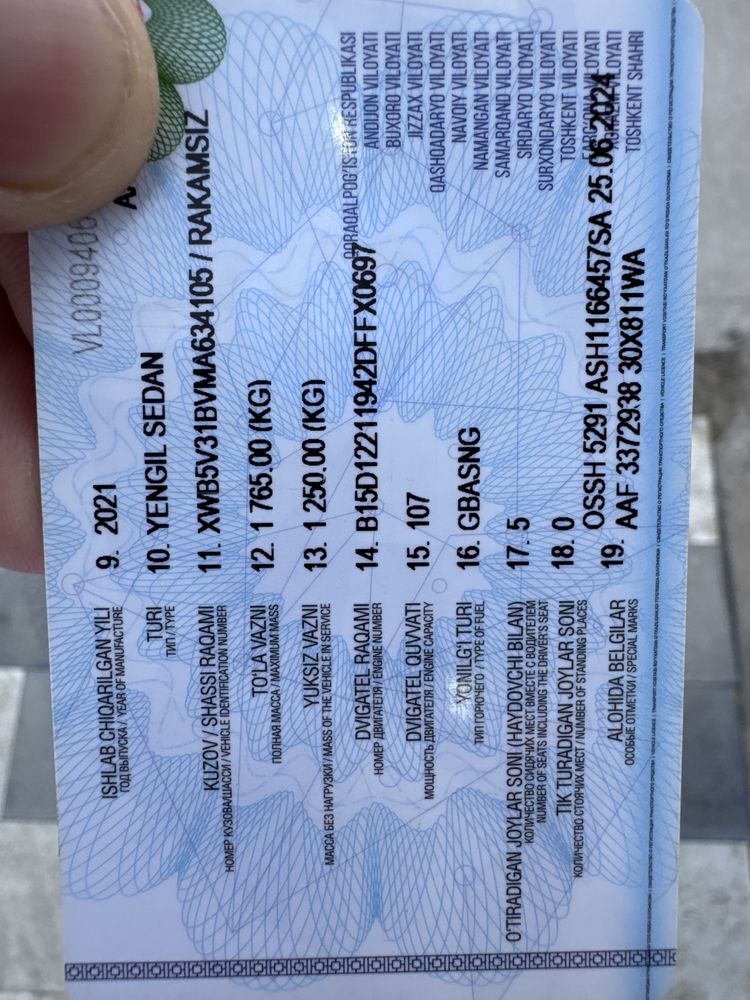 VL0009406
ISHLAB CHIQARILGAN YILI 9. 2021
ГОД ВЫПУСКА / YEAR OF MANUFACTURE
TURI 10. YENGIL SEDAN
ТИП / TYPE
KUZOV / SHASSI RAQAMI 11. XWB5V31BVMA634105 / RAKAMSIZ
НОМЕР КУЗОВА/ШАССИ / VEHICLE IDENTIFICATION NUMBER
TO'LA VAZNI 12. 1 765.00 (KG)
ПОЛНАЯ МАССА / MAXIMUM MASS
YUKSIZ VAZNI 13. 1 250.00 (KG)
МАССА БЕЗ НАГРУЗКИ / MASS OF THE VEHICLE IN SERVICE
DVIGATEL RAQAMI 14. B15D12211942DFFX0697
НОМЕР ДВИГАТЕЛЯ / ENGINE NUMBER
DVIGATEL QUVVATI 15. 107
МОЩНОСТЬ ДВИГАТЕЛЯ / ENGINE CAPACITY
YONILG'I TURI 16. GBASNG
ТИП ГОРЮЧЕГО / TYPE OF FUEL
O'TIRADIGAN JOYLAR SONI (HAYDOVCHI BILAN) 17. 5
КОЛИЧЕСТВО СИДЯЧИХ МЕСТ ВМЕСТЕ С ВОДИТЕЛЕМ
NUMBER OF SEATS INCLUDING THE DRIVER'S SEAT
TIK TURADIGAN JOYLAR SONI 18. 0
КОЛИЧЕСТВО СТОЯЧИХ МЕСТ / NUMBER OF STANDING PLACES
OSSH 5291 ASH1166457SA 25.06.2024
ALOHIDA BELGILAR 19. AAF 3372938 30X811WA
ОСОБЫЕ ОТМЕТКИ / SPECIAL MARKS
QORAQALPOG'ISTON RESPUBLIKASI
ANDIJON VILOYATI
BUXORO VILOYATI
JIZZAX VILOYATI
QASHQADARYO VILOYATI
NAVOIY VILOYATI
NAMANGAN VILOYATI
SAMARQAND VILOYATI
SIRDARYO VILOYATI
SURXONDARYO VILOYATI
TOSHKENT VILOYATI
VILOYATI
VILOYATI
TOSHKENT SHAHRI